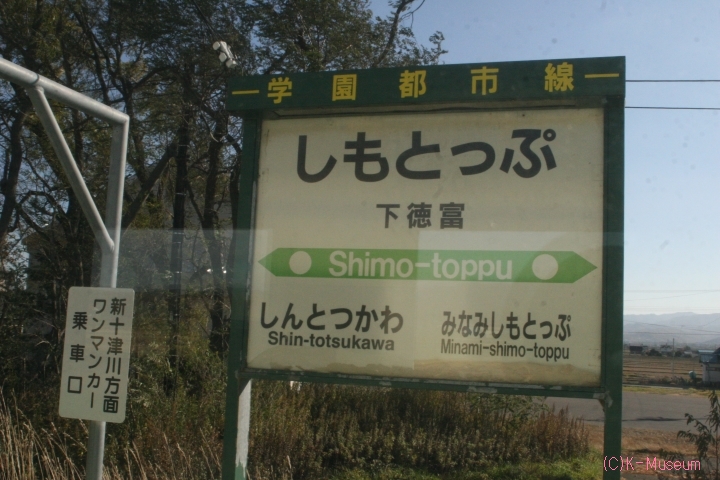 学園都市線
しもとっぷ
下徳富
Shimo-toppu
しんとつかわ
Shin-totsukawa
みなみしもとっぷ
Minami-shimo-toppu
新十津川方面
ワンマンカー
乗車口
(C)K-Museum